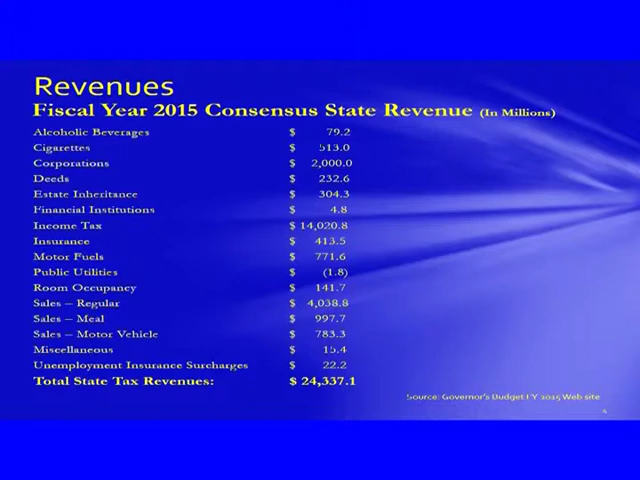 Revenues
Fiscal Year 2015 Consensus State Revenue (In Millions)
Alcoholic Beverages $ 79.2
Cigarettes $ 513.0
Corporations $ 2,000.0
Deeds $ 232.6
Estate Inheritance $ 304.3
Financial Institutions $ 4.8
Income Tax $ 14,020.8
Insurance $ 413.5
Motor Fuels $ 771.6
Public Utilities $ (1.8)
Room Occupancy $ 141.7
Sales – Regular $ 4,038.8
Sales – Meal $ 997.7
Sales – Motor Vehicle $ 783.3
Miscellaneous $ 15.4
Unemployment Insurance Surcharges $ 22.2
Total State Tax Revenues: $ 24,337.1
Source: Governor's Budget FY 2015 Web site